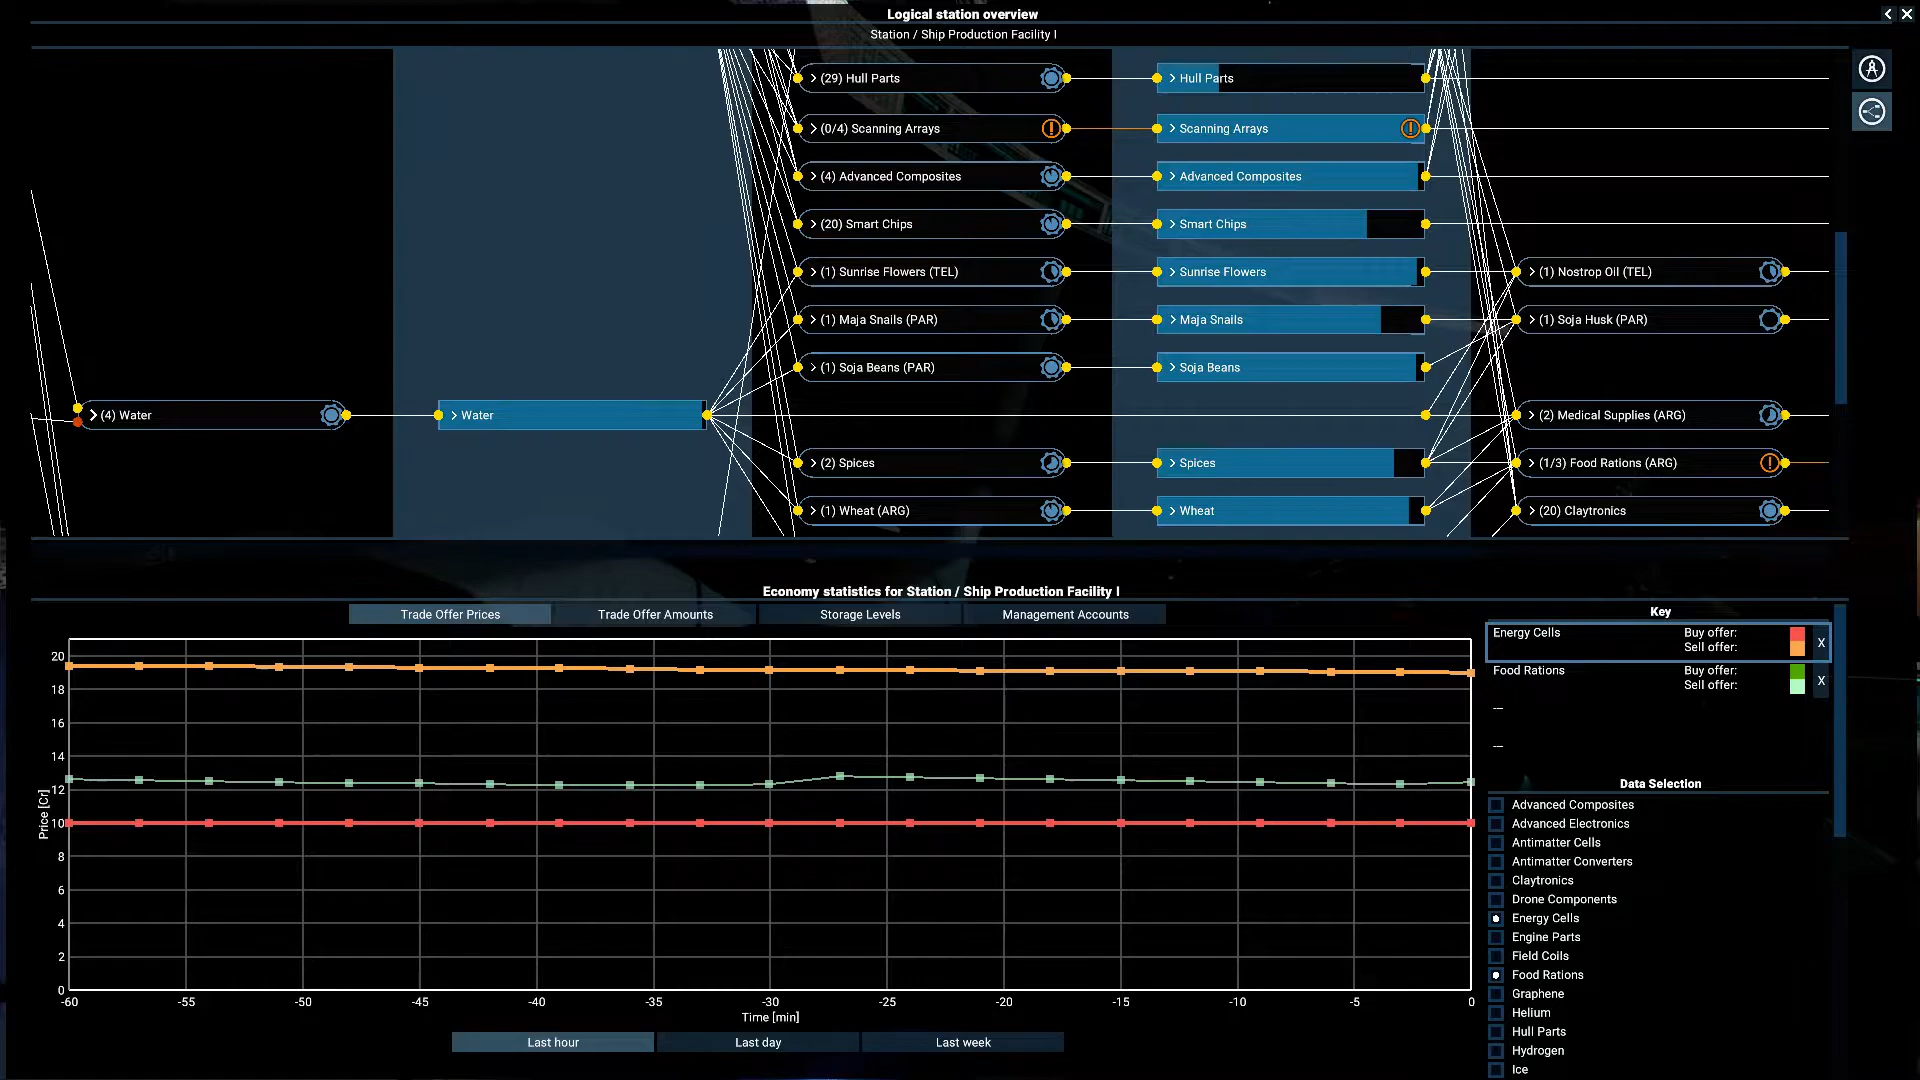 Logical station overview
Station / Ship Production Facility I
(29) Hull Parts
Hull Parts
(0/4) Scanning Arrays
Scanning Arrays
(4) Advanced Composites
Advanced Composites
(20) Smart Chips
Smart Chips
(1) Sunrise Flowers (TEL)
Sunrise Flowers
(1) Nostrop Oil (TEL)
(1) Maja Snails (PAR)
Maja Snails
(1) Soja Husk (PAR)
(1) Soja Beans (PAR)
Soja Beans
(4) Water
Water
(2) Medical Supplies (ARG)
(2) Spices
Spices
(1/3) Food Rations (ARG)
(1) Wheat (ARG)
Wheat
(20) Claytronics
Economy statistics for Station / Ship Production Facility I
Trade Offer Prices
Trade Offer Amounts
Storage Levels
Management Accounts
Price [Cr]
20
18
16
14
12
10
8
6
4
2
0
-60
-55
-50
-45
-40
-35
-30
-25
-20
-15
-10
-5
0
Time [min]
Last hour
Last day
Last week
Key
Energy Cells
Buy offer:
Sell offer:
X
Food Rations
Buy offer:
Sell offer:
X
---
---
Data Selection
Advanced Composites
Advanced Electronics
Antimatter Cells
Antimatter Converters
Claytronics
Drone Components
Energy Cells
Engine Parts
Field Coils
Food Rations
Graphene
Helium
Hull Parts
Hydrogen
Ice